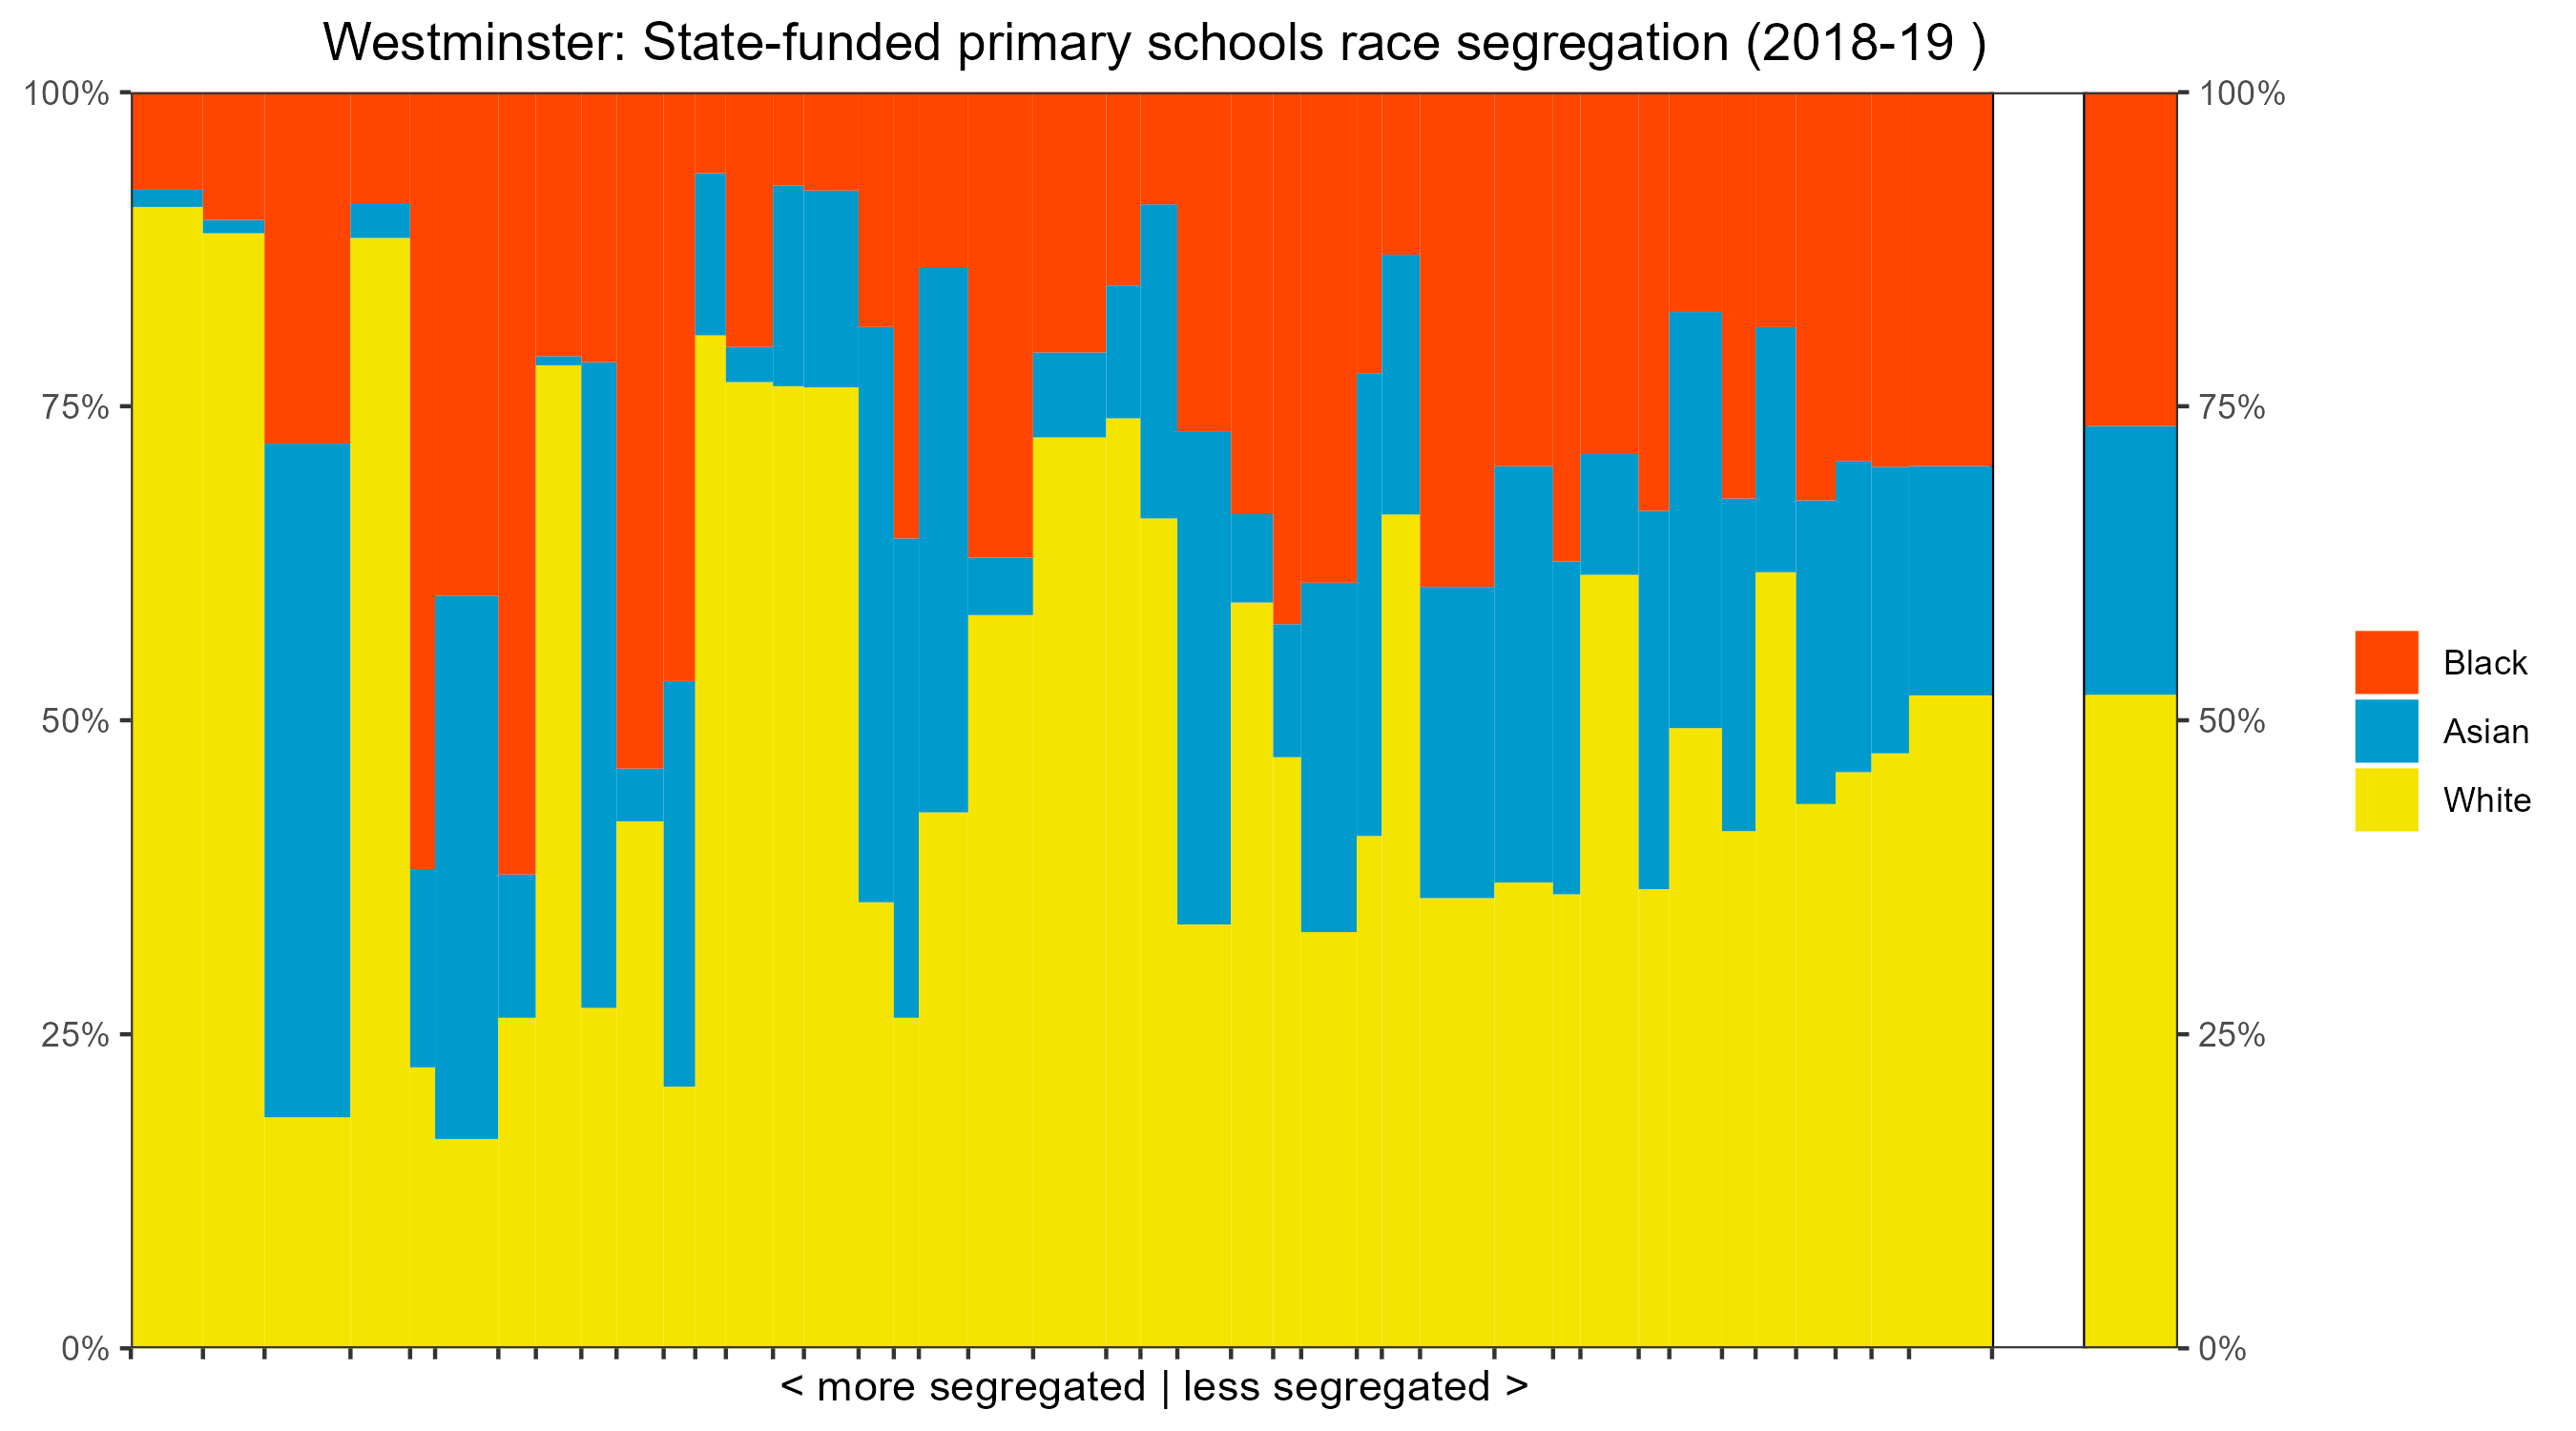 Westminster: State-funded primary schools race segregation (2018-19 )
100%
75%
50%
25%
0%
100%
75%
50%
25%
0%
Black
Asian
White
< more segregated | less segregated >